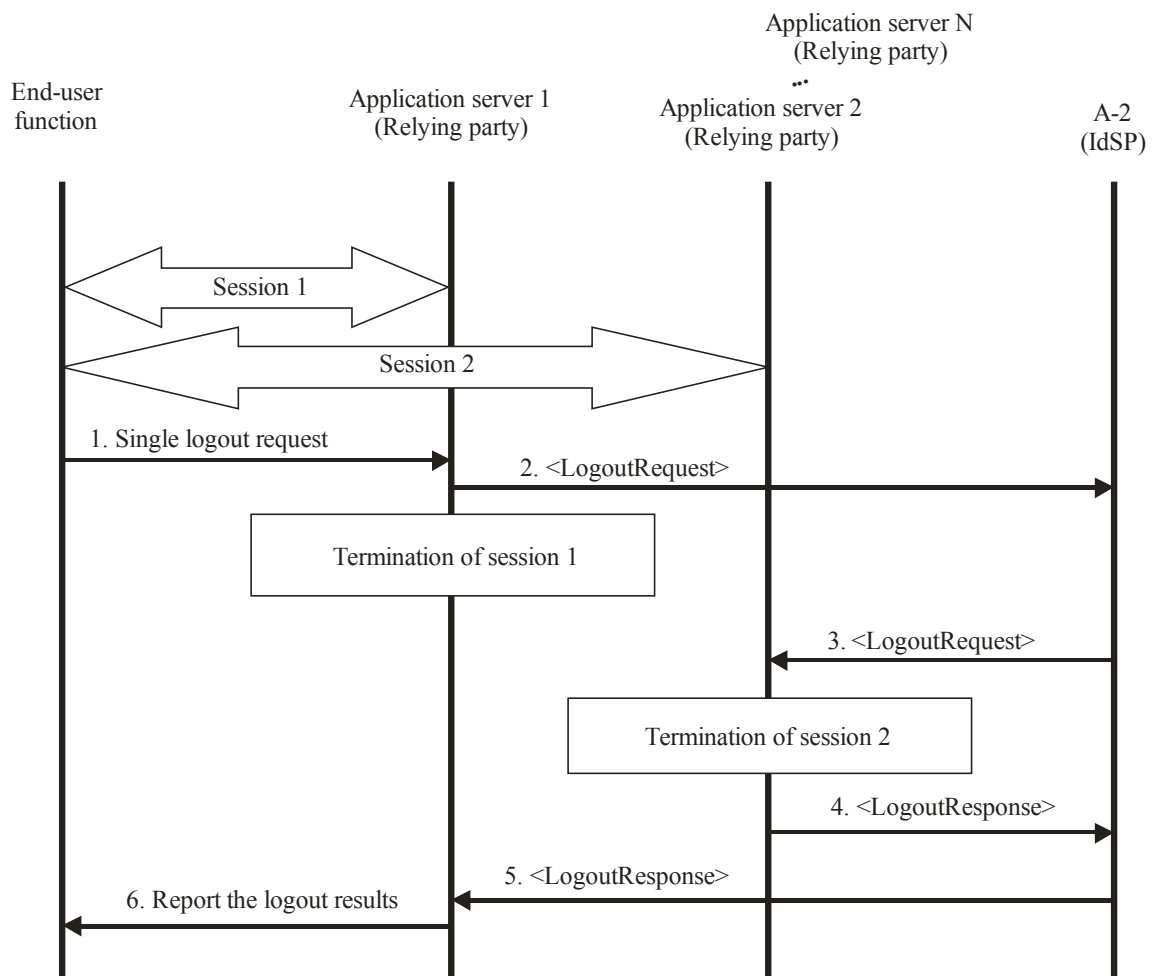 Application server N
(Relying party)
...
End-user
function
Application server 1
(Relying party)
Application server 2
(Relying party)
A-2
(IdSP)
Session 1
Session 2
1. Single logout request
2. <LogoutRequest>
Termination of session 1
3. <LogoutRequest>
Termination of session 2
4. <LogoutResponse>
5. <LogoutResponse>
6. Report the logout results